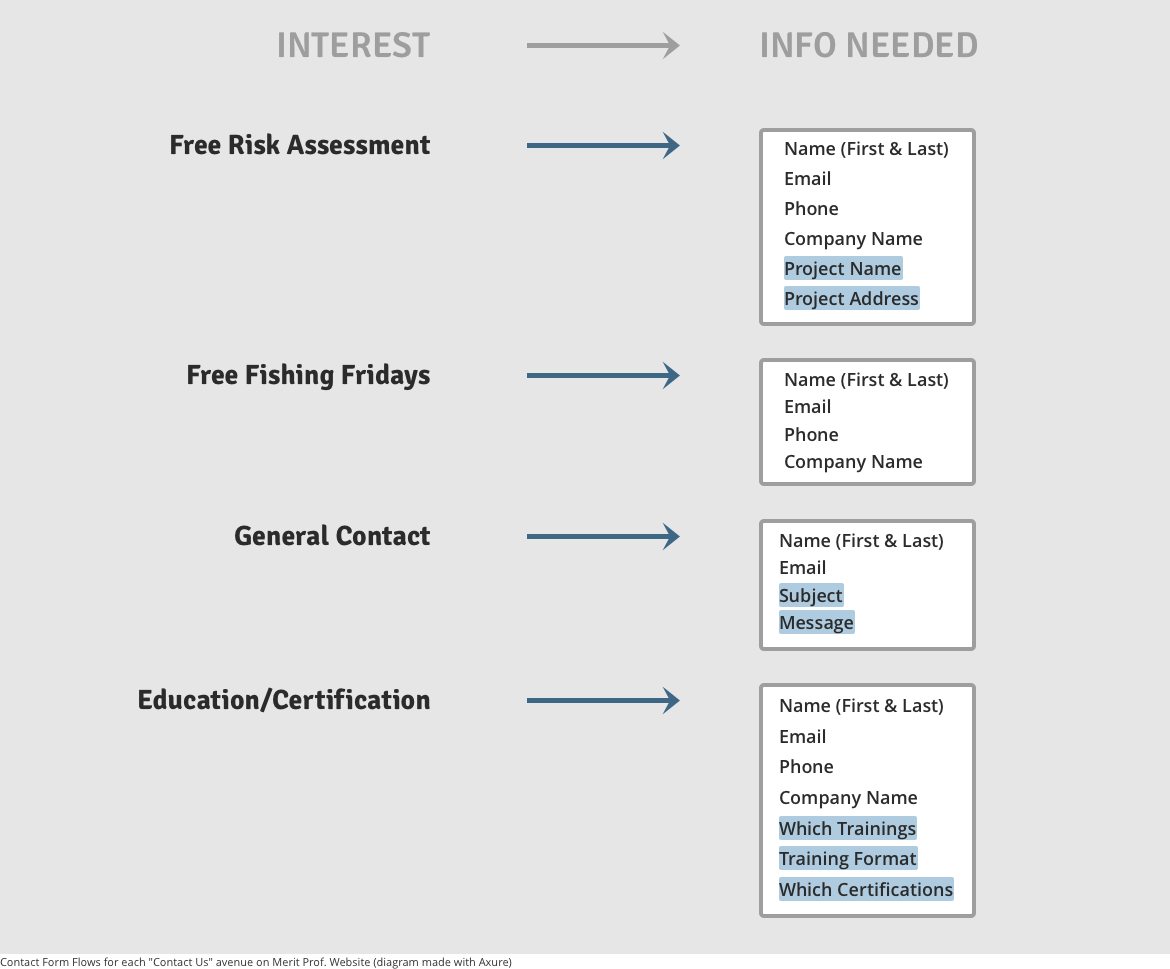 INTEREST
INFO NEEDED
Free Risk Assessment
Name (First & Last)
Email
Phone
Company Name
Project Name
Project Address
Free Fishing Fridays
Name (First & Last)
Email
Phone
Company Name
General Contact
Name (First & Last)
Email
Subject
Message
Education/Certification
Name (First & Last)
Email
Phone
Company Name
Which Trainings
Training Format
Which Certifications
Contact Form Flows for each "Contact Us" avenue on Merit Prof. Website (diagram made with Axure)